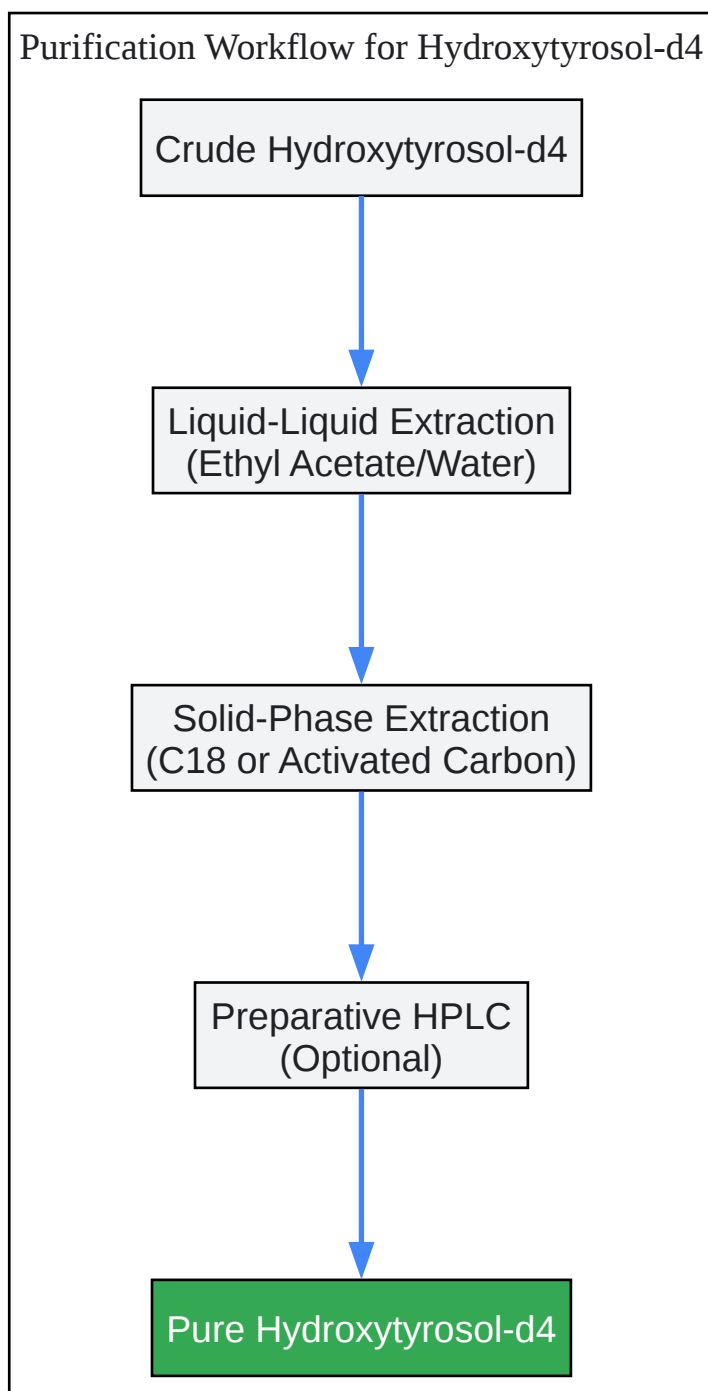 Purification Workflow for Hydroxytyrosol-d4
Crude Hydroxytyrosol-d4
Liquid-Liquid Extraction
(Ethyl Acetate/Water)
Solid-Phase Extraction
(C18 or Activated Carbon)
Preparative HPLC
(Optional)
Pure Hydroxytyrosol-d4